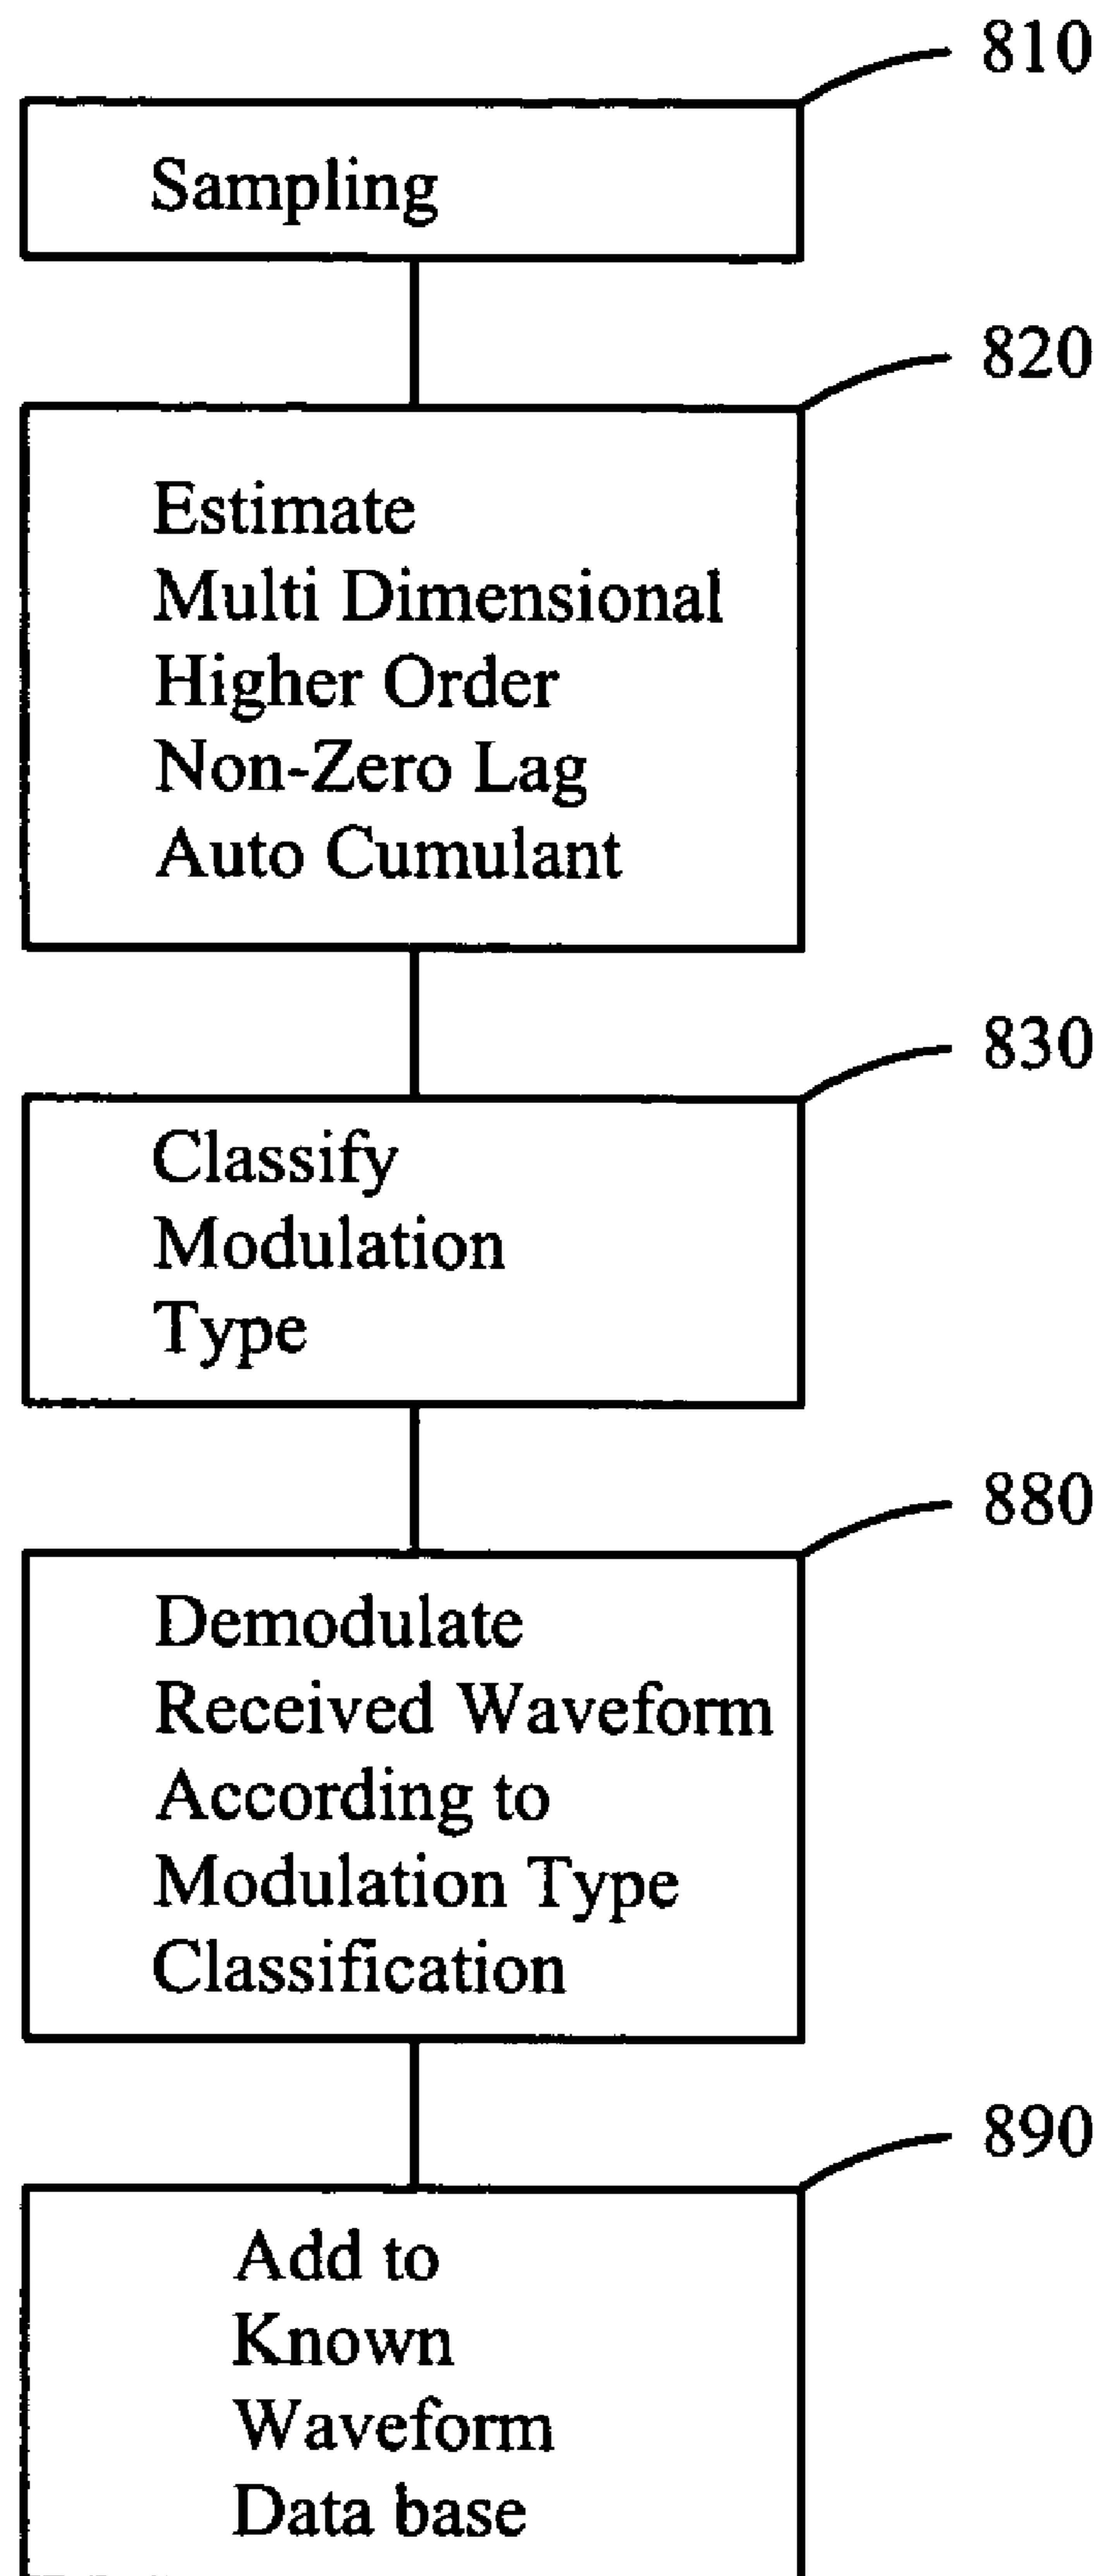 810
Sampling
820
Estimate
Multi Dimensional
Higher Order
Non-Zero Lag
Auto Cumulant
830
Classify
Modulation
Type
880
Demodulate
Received Waveform
According to
Modulation Type
Classification
890
Add to
Known
Waveform
Data base